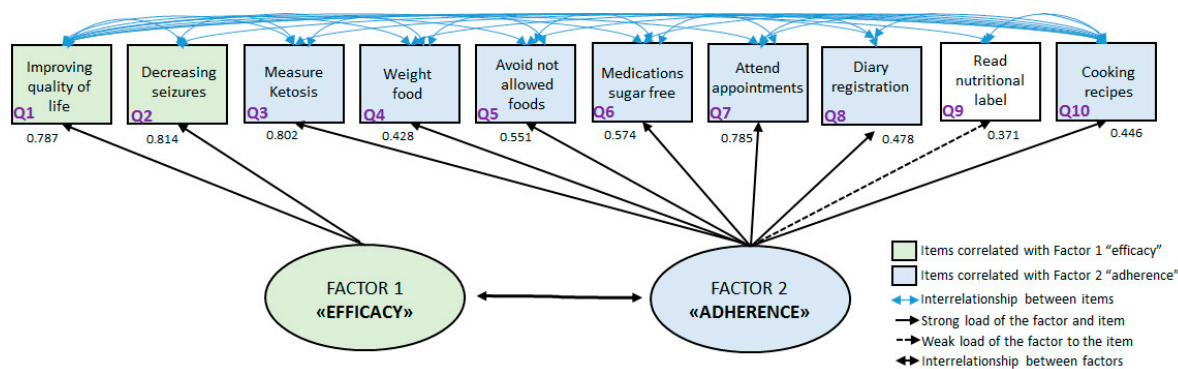 Improving
quality of
life
Q1
Decreasing
seizures
Q2
Measure
Ketosis
Q3
Weight
food
Q4
Avoid not
allowed
foods
Q5
Medications
sugar free
Q6
Attend
appointments
Q7
Diary
registration
Q8
Read
nutritional
label
Q9
Cooking
recipes
Q10
0.787
0.814
0.802
0.428
0.551
0.574
0.785
0.478
0.371
0.446
FACTOR 1
«EFFICACY»
FACTOR 2
«ADHERENCE»
Items correlated with Factor 1 "efficacy"
Items correlated with Factor 2 "adherence"
Interrelationship between items
Strong load of the factor and item
Weak load of the factor to the item
Interrelationship between factors